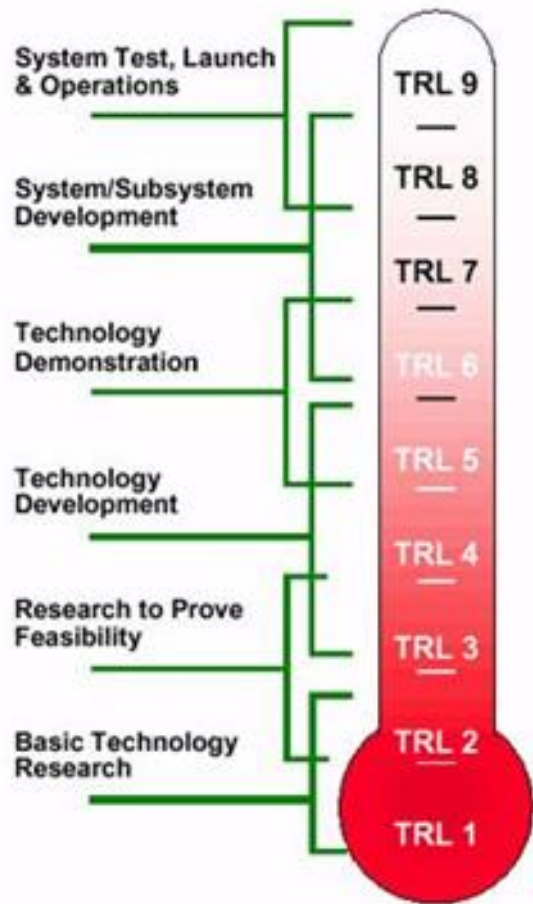 System Test, Launch
& Operations
System/Subsystem
Development
Technology
Demonstration
Technology
Development
Research to Prove
Feasibility
Basic Technology
Research
TRL 9
TRL 8
TRL 7
TRL 6
TRL 5
TRL 4
TRL 3
TRL 2
TRL 1